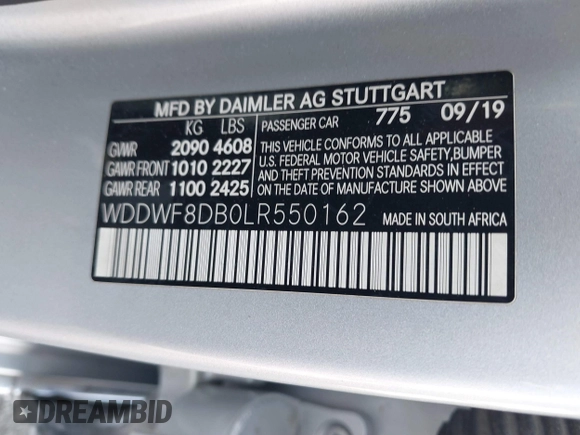 MFD BY DAIMLER AG STUTTGART
KG LBS PASSENGER CAR 775 09/19
GVWR 2090 4608
GAWR FRONT 1010 2227
GAWR REAR 1100 2425
THIS VEHICLE CONFORMS TO ALL APPLICABLE
U.S. FEDERAL MOTOR VEHICLE SAFETY, BUMPER
AND THEFT PREVENTION STANDARDS IN EFFECT
ON THE DATE OF MANUFACTURE SHOWN ABOVE
WDDWF8DB0LR550162 MADE IN SOUTH AFRICA
DREAMBID